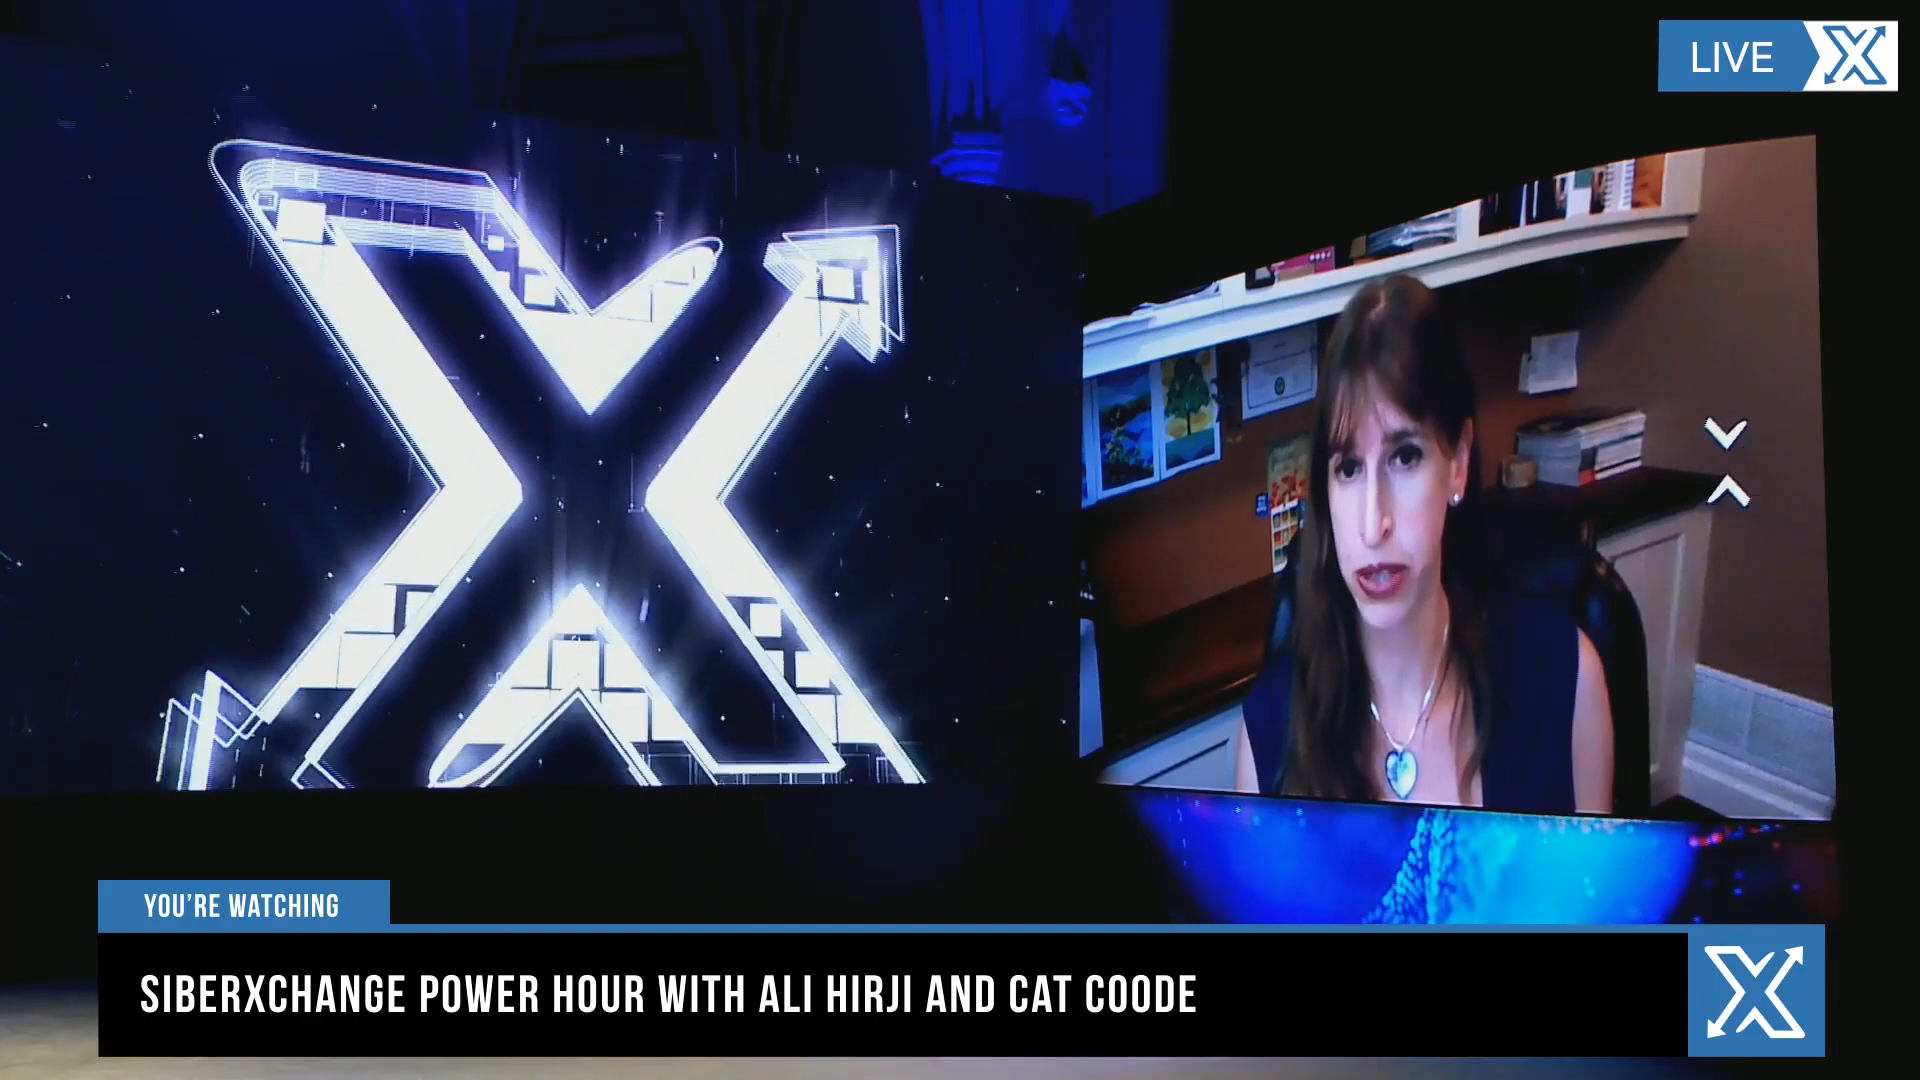 LIVE
YOU'RE WATCHING
SIBERXCHANGE POWER HOUR WITH ALI HIRJI AND CAT COODE